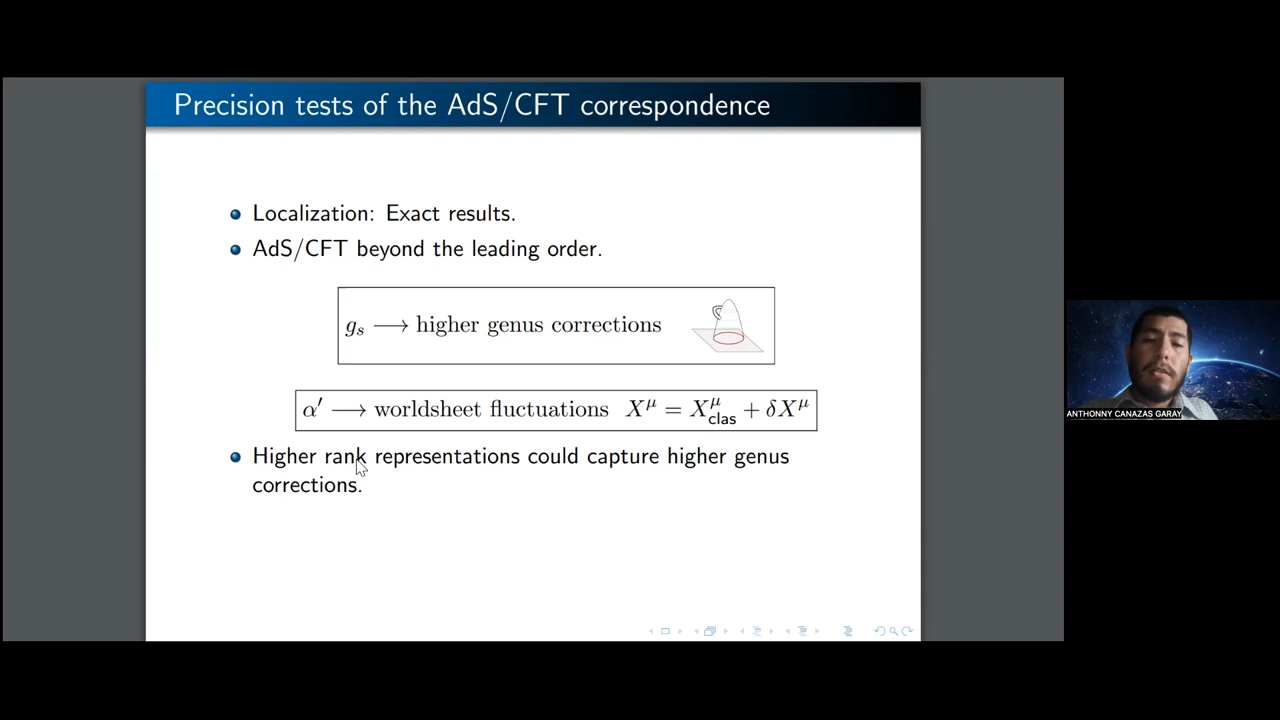 Precision tests of the AdS/CFT correspondence
Localization: Exact results.
AdS/CFT beyond the leading order.
g_s ⟶ higher genus corrections
α′ ⟶ worldsheet fluctuations X^μ = X^μ_clas + δX^μ
Higher rank representations could capture higher genus
corrections.
ANTHONNY CANAZAS GARAY